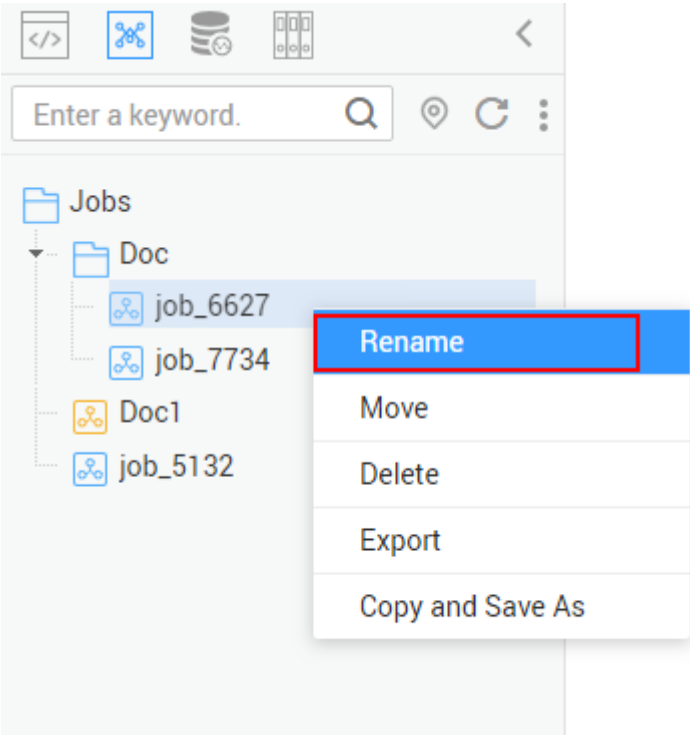 </>
Enter a keyword.
Jobs
Doc
job_6627
Rename
job_7734
Move
Doc1
job_5132
Delete
Export
Copy and Save As